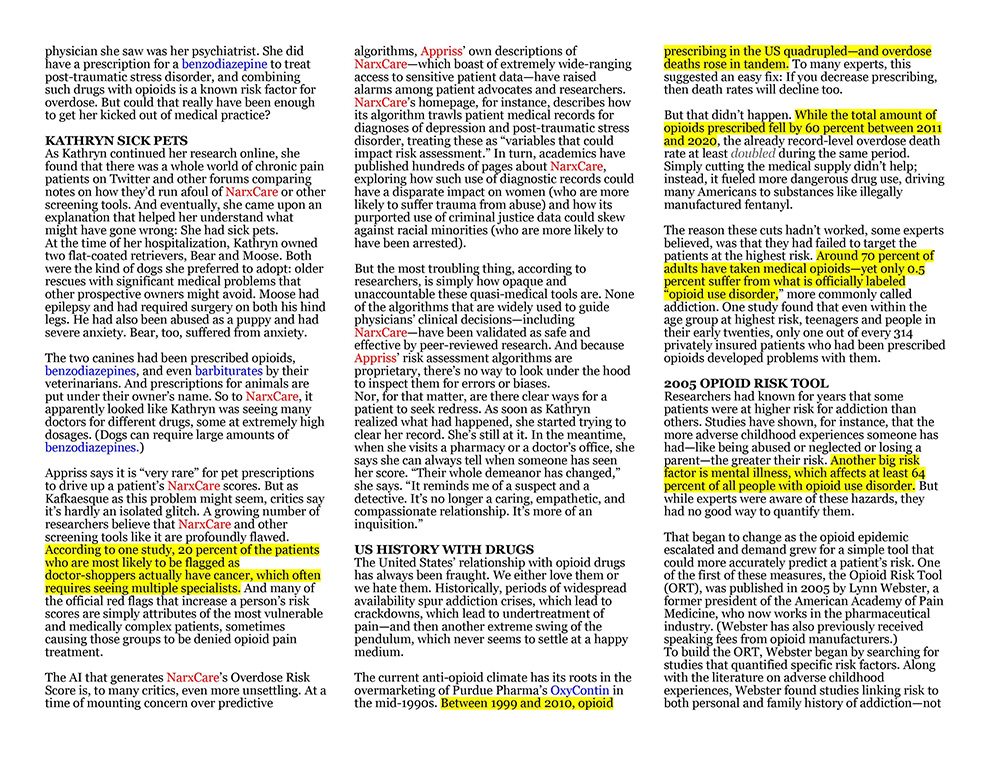 physician she saw was her psychiatrist. She did
have a prescription for a benzodiazepine to treat
post-traumatic stress disorder, and combining
such drugs with opioids is a known risk factor for
overdose. But could that really have been enough
to get her kicked out of medical practice?
KATHRYN SICK PETS
As Kathryn continued her research online, she
found that there was a whole world of chronic pain
patients on Twitter and other forums comparing
notes on how they’d run afoul of NarxCare or other
screening tools. And eventually, she came upon an
explanation that helped her understand what
might have gone wrong: She had sick pets.
At the time of her hospitalization, Kathryn owned
two flat-coated retrievers, Bear and Moose. Both
were the kind of dogs she preferred to adopt: older
rescues with significant medical problems that
other prospective owners might avoid. Moose had
epilepsy and had required surgery on both his hind
legs. He had also been abused as a puppy and had
severe anxiety. Bear, too, suffered from anxiety.
The two canines had been prescribed opioids,
benzodiazepines, and even barbiturates by their
veterinarians. And prescriptions for animals are
put under their owner’s name. So to NarxCare, it
apparently looked like Kathryn was seeing many
doctors for different drugs, some at extremely high
dosages. (Dogs can require large amounts of
benzodiazepines.)
Appriss says it is “very rare” for pet prescriptions
to drive up a patient’s NarxCare scores. But as
Kafkaesque as this problem might seem, critics say
it’s hardly an isolated glitch. A growing number of
researchers believe that NarxCare and other
screening tools like it are profoundly flawed.
According to one study, 20 percent of the patients
who are most likely to be flagged as
doctor-shoppers actually have cancer, which often
requires seeing multiple specialists. And many of
the official red flags that increase a person’s risk
scores are simply attributes of the most vulnerable
and medically complex patients, sometimes
causing those groups to be denied opioid pain
treatment.
The AI that generates NarxCare’s Overdose Risk
Score is, to many critics, even more unsettling. At a
time of mounting concern over predictive
algorithms, Appriss’ own descriptions of
NarxCare—which boast of extremely wide-ranging
access to sensitive patient data—have raised
alarms among patient advocates and researchers.
NarxCare’s homepage, for instance, describes how
its algorithm trawls patient medical records for
diagnoses of depression and post-traumatic stress
disorder, treating these as “variables that could
impact risk assessment.” In turn, academics have
published hundreds of pages about NarxCare,
exploring how such use of diagnostic records could
have a disparate impact on women (who are more
likely to suffer trauma from abuse) and how its
purported use of criminal justice data could skew
against racial minorities (who are more likely to
have been arrested).
But the most troubling thing, according to
researchers, is simply how opaque and
unaccountable these quasi-medical tools are. None
of the algorithms that are widely used to guide
physicians’ clinical decisions—including
NarxCare—have been validated as safe and
effective by peer-reviewed research. And because
Appriss’ risk assessment algorithms are
proprietary, there’s no way to look under the hood
to inspect them for errors or biases.
Nor, for that matter, are there clear ways for a
patient to seek redress. As soon as Kathryn
realized what had happened, she started trying to
clear her record. She’s still at it. In the meantime,
when she visits a pharmacy or a doctor’s office, she
says she can always tell when someone has seen
her score. “Their whole demeanor has changed,”
she says. “It reminds me of a suspect and a
detective. It’s no longer a caring, empathetic, and
compassionate relationship. It’s more of an
inquisition.”
US HISTORY WITH DRUGS
The United States’ relationship with opioid drugs
has always been fraught. We either love them or
we hate them. Historically, periods of widespread
availability spur addiction crises, which lead to
crackdowns, which lead to undertreatment of
pain—and then another extreme swing of the
pendulum, which never seems to settle at a happy
medium.
The current anti-opioid climate has its roots in the
overmarketing of Purdue Pharma’s OxyContin in
the mid-1990s. Between 1999 and 2010, opioid
prescribing in the US quadrupled—and overdose
deaths rose in tandem. To many experts, this
suggested an easy fix: If you decrease prescribing,
then death rates will decline too.
But that didn’t happen. While the total amount of
opioids prescribed fell by 60 percent between 2011
and 2020, the already record-level overdose death
rate at least doubled during the same period.
Simply cutting the medical supply didn’t help;
instead, it fueled more dangerous drug use, driving
many Americans to substances like illegally
manufactured fentanyl.
The reason these cuts hadn’t worked, some experts
believed, was that they had failed to target the
patients at the highest risk. Around 70 percent of
adults have taken medical opioids—yet only 0.5
percent suffer from what is officially labeled
“opioid use disorder,” more commonly called
addiction. One study found that even within the
age group at highest risk, teenagers and people in
their early twenties, only one out of every 314
privately insured patients who had been prescribed
opioids developed problems with them.
2005 OPIOID RISK TOOL
Researchers had known for years that some
patients were at higher risk for addiction than
others. Studies have shown, for instance, that the
more adverse childhood experiences someone has
had—like being abused or neglected or losing a
parent—the greater their risk. Another big risk
factor is mental illness, which affects at least 64
percent of all people with opioid use disorder. But
while experts were aware of these hazards, they
had no good way to quantify them.
That began to change as the opioid epidemic
escalated and demand grew for a simple tool that
could more accurately predict a patient’s risk. One
of the first of these measures, the Opioid Risk Tool
(ORT), was published in 2005 by Lynn Webster, a
former president of the American Academy of Pain
Medicine, who now works in the pharmaceutical
industry. (Webster has also previously received
speaking fees from opioid manufacturers.)
To build the ORT, Webster began by searching for
studies that quantified specific risk factors. Along
with the literature on adverse childhood
experiences, Webster found studies linking risk to
both personal and family history of addiction—not